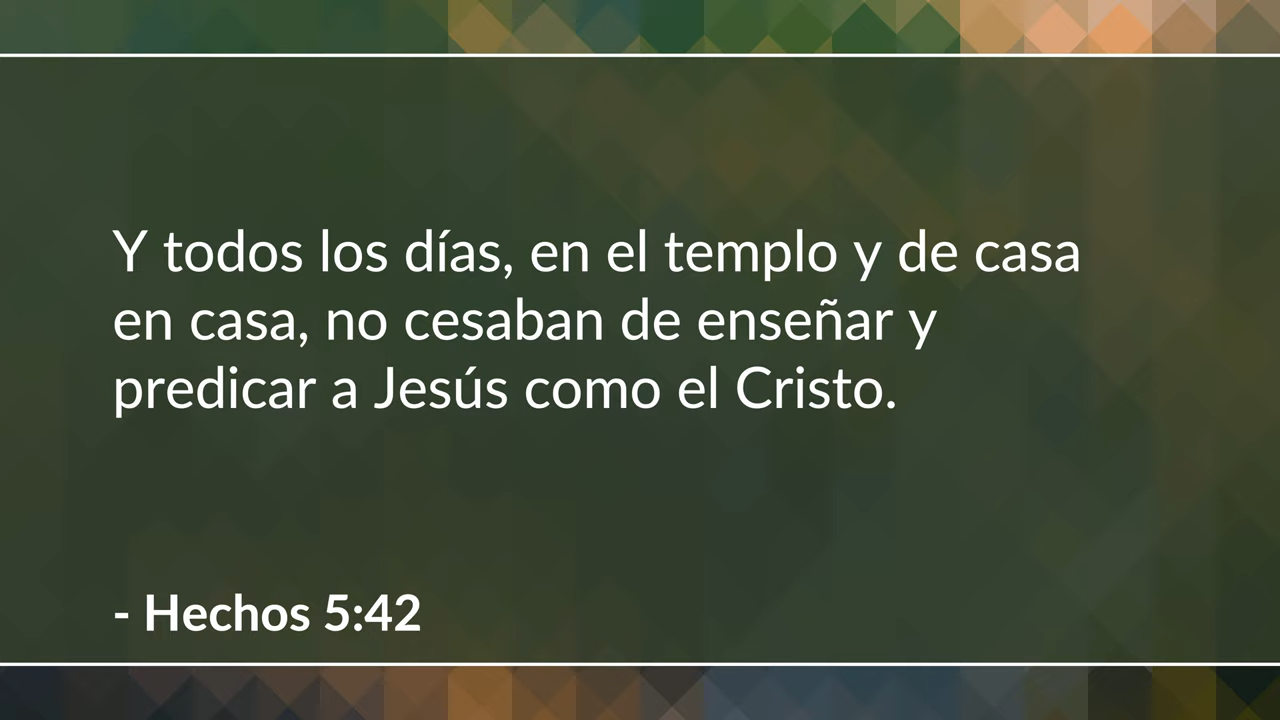 Y todos los días, en el templo y de casa
en casa, no cesaban de enseñar y
predicar a Jesús como el Cristo.
- Hechos 5:42